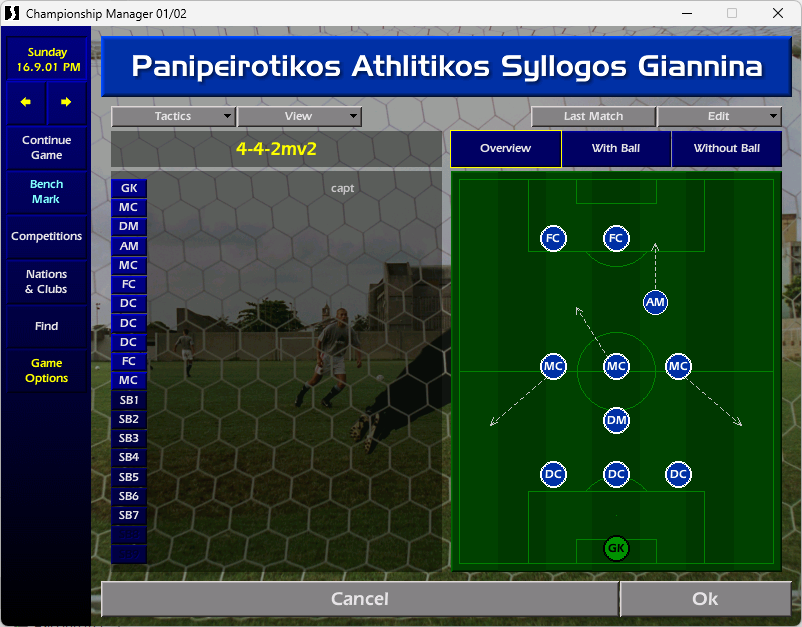 Championship Manager 01/02
Sunday
16.9.01 PM
Panipeirotikos Athlitikos Syllogos Giannina
Continue
Game
Bench
Mark
Competitions
Nations
& Clubs
Find
Game
Options
Tactics
View
Last Match
Edit
4-4-2mv2
Overview
With Ball
Without Ball
GK
capt
MC
DM
AM
MC
FC
DC
DC
DC
FC
MC
SB1
SB2
SB3
SB4
SB5
SB6
SB7
FC FC
AM
MC MC MC
DM
DC DC DC
GK
Cancel
Ok